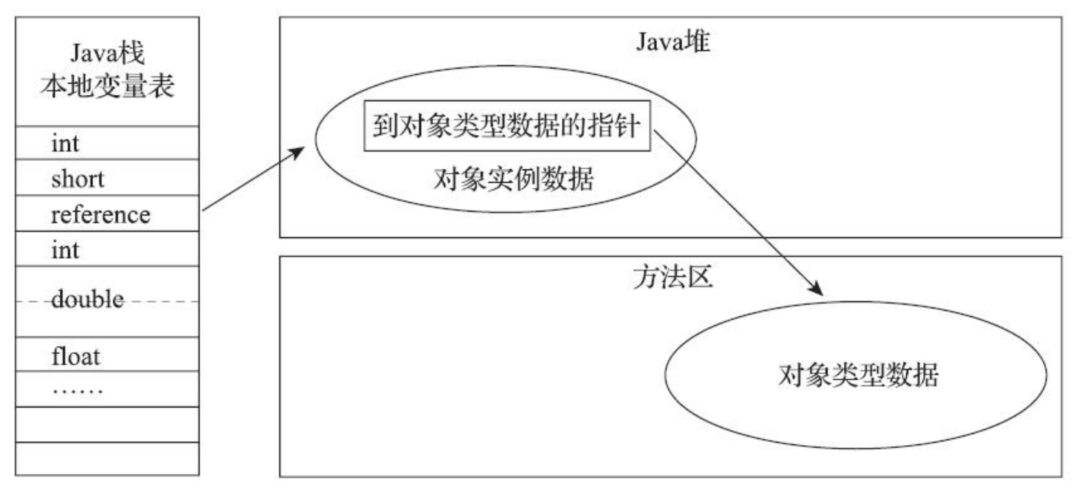 Java栈
本地变量表
int
short
reference
int
double
float
……
Java堆
到对象类型数据的指针
对象实例数据
方法区
对象类型数据